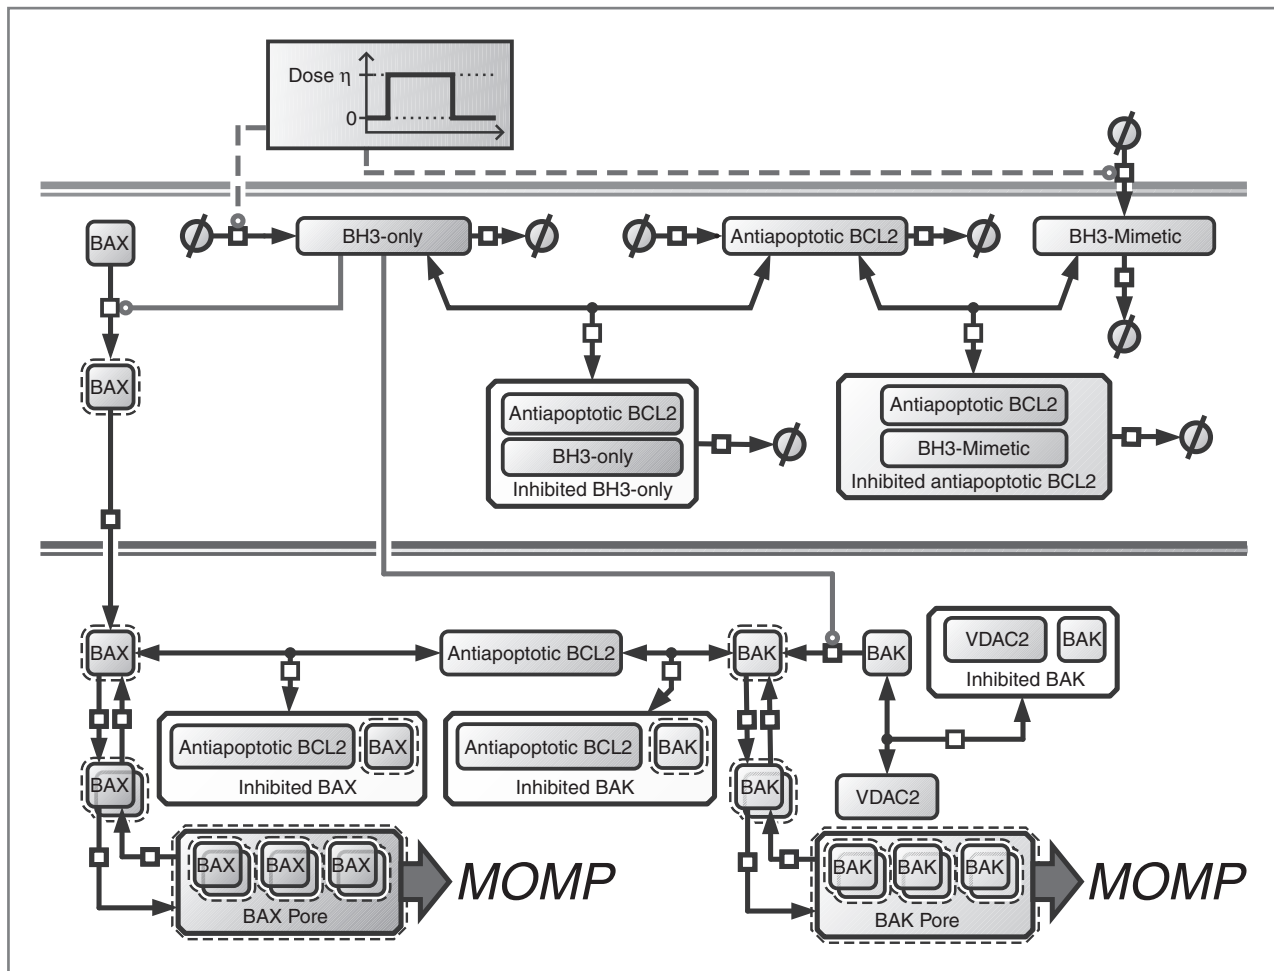 Dose η
0
BAX
BH3-only
Antiapoptotic BCL2
BH3-Mimetic
BAX
Antiapoptotic BCL2
BH3-only
Inhibited BH3-only
Antiapoptotic BCL2
BH3-Mimetic
Inhibited antiapoptotic BCL2
BAX
Antiapoptotic BCL2
BAK
BAK
VDAC2
BAK
Inhibited BAK
Antiapoptotic BCL2
BAX
Inhibited BAX
Antiapoptotic BCL2
BAK
Inhibited BAK
BAX
BAK
VDAC2
BAX
BAX
BAX
BAX Pore
MOMP
BAK
BAK
BAK
BAK Pore
MOMP